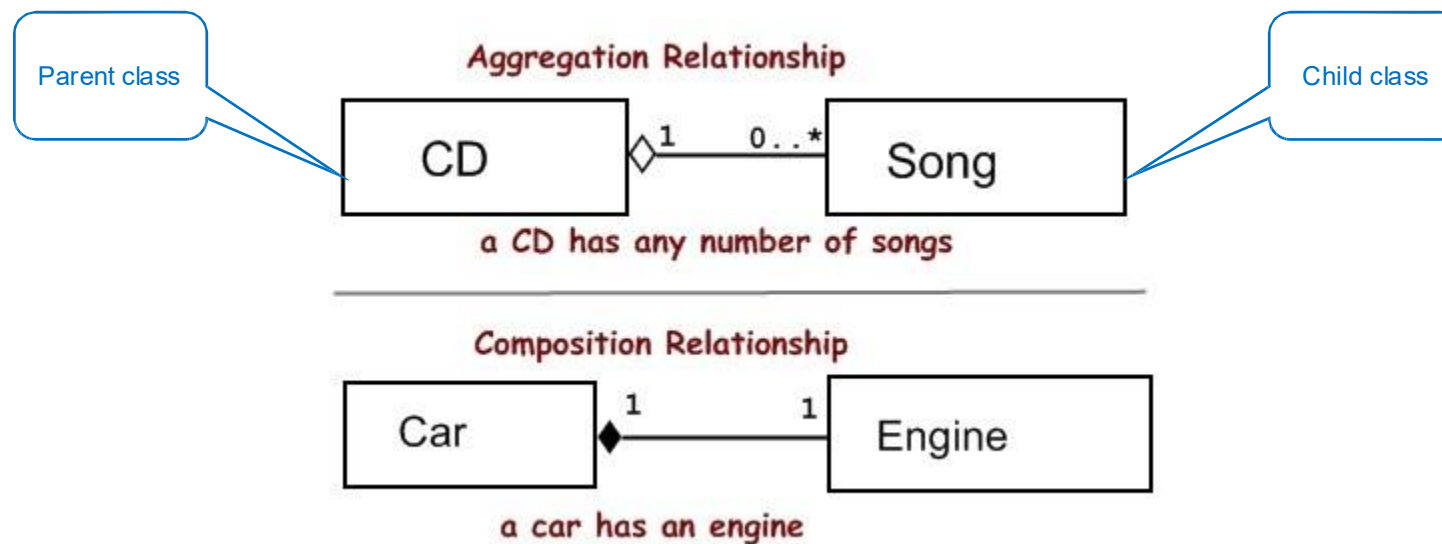 Parent class
Aggregation Relationship
Child class
CD
1
0..*
Song
a CD has any number of songs
Composition Relationship
Car
1
1
Engine
a car has an engine